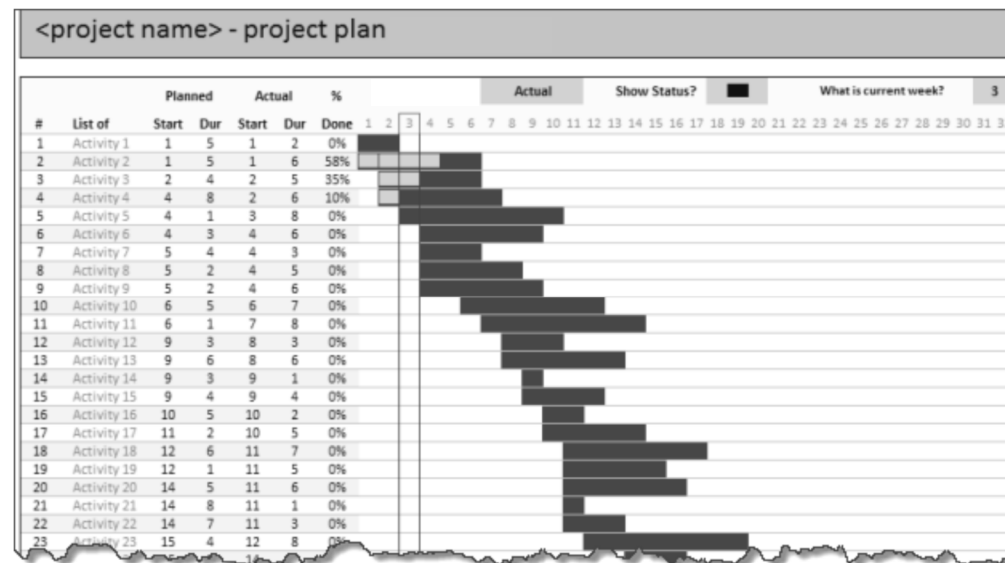 <project name> - project plan
Actual Show Status? What is current week? 3
Planned Actual %
# List of Start Dur Start Dur Done 1 2 3 4 5 6 7 8 9 10 11 12 13 14 15 16 17 18 19 20 21 22 23 24 25 26 27 28 29 30 31
1 Activity 1 1 5 1 2 0%
2 Activity 2 1 5 1 6 58%
3 Activity 3 2 4 2 5 35%
4 Activity 4 4 8 2 6 10%
5 Activity 5 4 1 3 8 0%
6 Activity 6 4 3 4 6 0%
7 Activity 7 5 4 4 3 0%
8 Activity 8 5 2 4 5 0%
9 Activity 9 5 2 4 6 0%
10 Activity 10 6 5 6 7 0%
11 Activity 11 6 1 7 8 0%
12 Activity 12 9 3 8 3 0%
13 Activity 13 9 6 8 6 0%
14 Activity 14 9 3 9 1 0%
15 Activity 15 9 4 9 4 0%
16 Activity 16 10 5 10 2 0%
17 Activity 17 11 2 10 5 0%
18 Activity 18 12 6 11 7 0%
19 Activity 19 12 1 11 5 0%
20 Activity 20 14 5 11 6 0%
21 Activity 21 14 8 11 1 0%
22 Activity 22 14 7 11 3 0%
23 Activity 23 15 4 12 8 0%